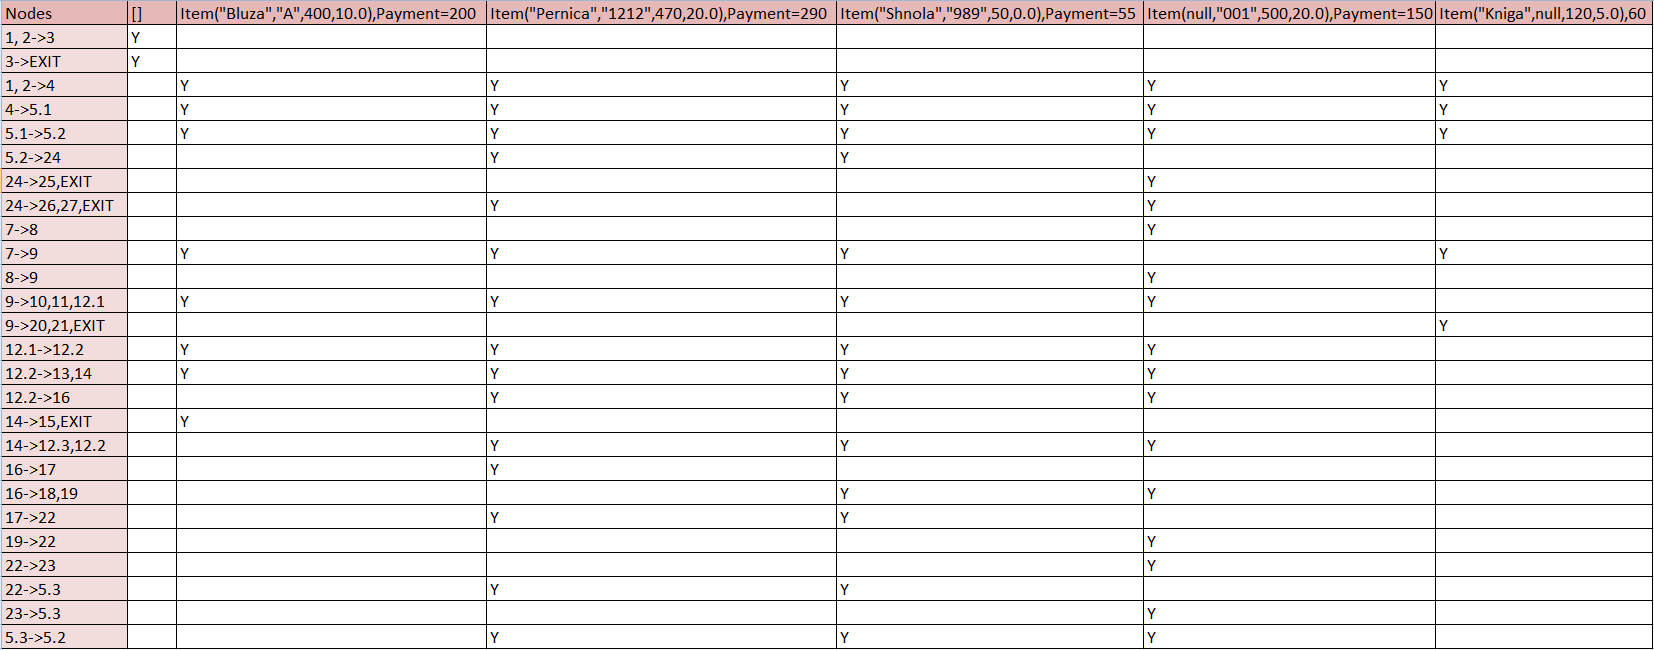 Nodes [] Item("Bluza","A",400,10.0),Payment=200 Item("Pernica","1212",470,20.0),Payment=290 Item("Shnola","989",50,0.0),Payment=55 Item(null,"001",500,20.0),Payment=150 Item("Kniga",null,120,5.0),60
1, 2->3 Y
3->EXIT Y
1, 2->4 Y Y Y Y Y
4->5.1 Y Y Y Y Y
5.1->5.2 Y Y Y Y Y
5.2->24 Y Y
24->25,EXIT Y
24->26,27,EXIT Y Y
7->8 Y
7->9 Y Y Y Y
8->9 Y
9->10,11,12.1 Y Y Y Y
9->20,21,EXIT Y
12.1->12.2 Y Y Y Y
12.2->13,14 Y Y Y Y
12.2->16 Y Y Y
14->15,EXIT Y
14->12.3,12.2 Y Y Y
16->17 Y
16->18,19 Y Y
17->22 Y Y
19->22 Y
22->23 Y
22->5.3 Y Y
23->5.3 Y
5.3->5.2 Y Y Y